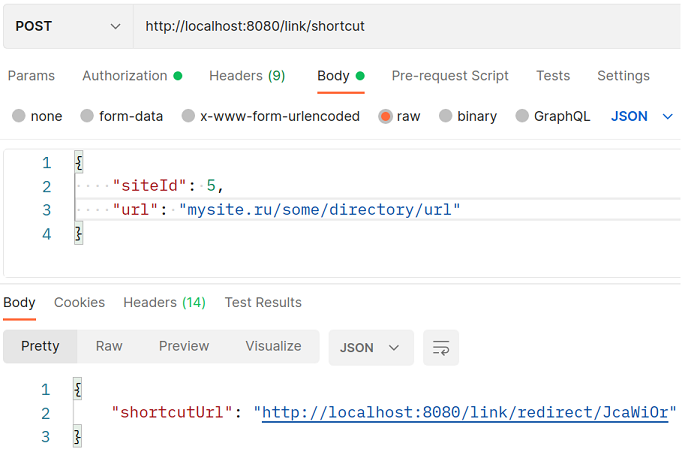 POST http://localhost:8080/link/shortcut
Params Authorization Headers (9) Body Pre-request Script Tests Settings
none form-data x-www-form-urlencoded raw binary GraphQL JSON
1 {
2 "siteId": 5,
3 "url": "mysite.ru/some/directory/url"
4 }
Body Cookies Headers (14) Test Results
Pretty Raw Preview Visualize JSON
1 {
2 "shortcutUrl": "http://localhost:8080/link/redirect/JcaWiOr"
3 }